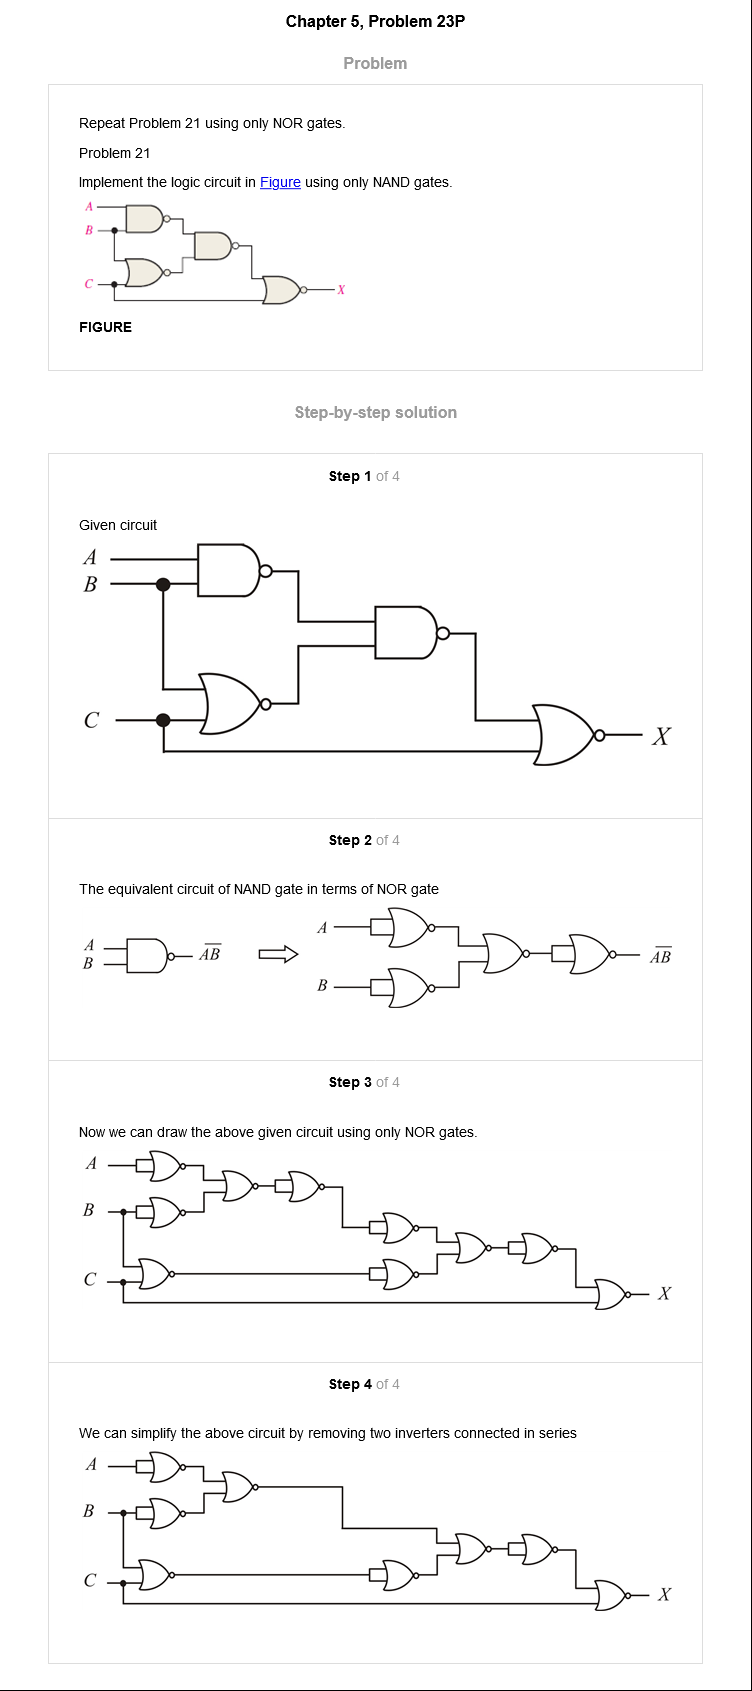 Chapter 5, Problem 23P
Problem
Repeat Problem 21 using only NOR gates.
Problem 21
Implement the logic circuit in Figure using only NAND gates.
A
B
C
X
FIGURE
Step-by-step solution
Step 1 of 4
Given circuit
A
B
C
X
Step 2 of 4
The equivalent circuit of NAND gate in terms of NOR gate
A
B
A̅B̅
A
B
A̅B̅
Step 3 of 4
Now we can draw the above given circuit using only NOR gates.
A
B
C
X
Step 4 of 4
We can simplify the above circuit by removing two inverters connected in series
A
B
C
X